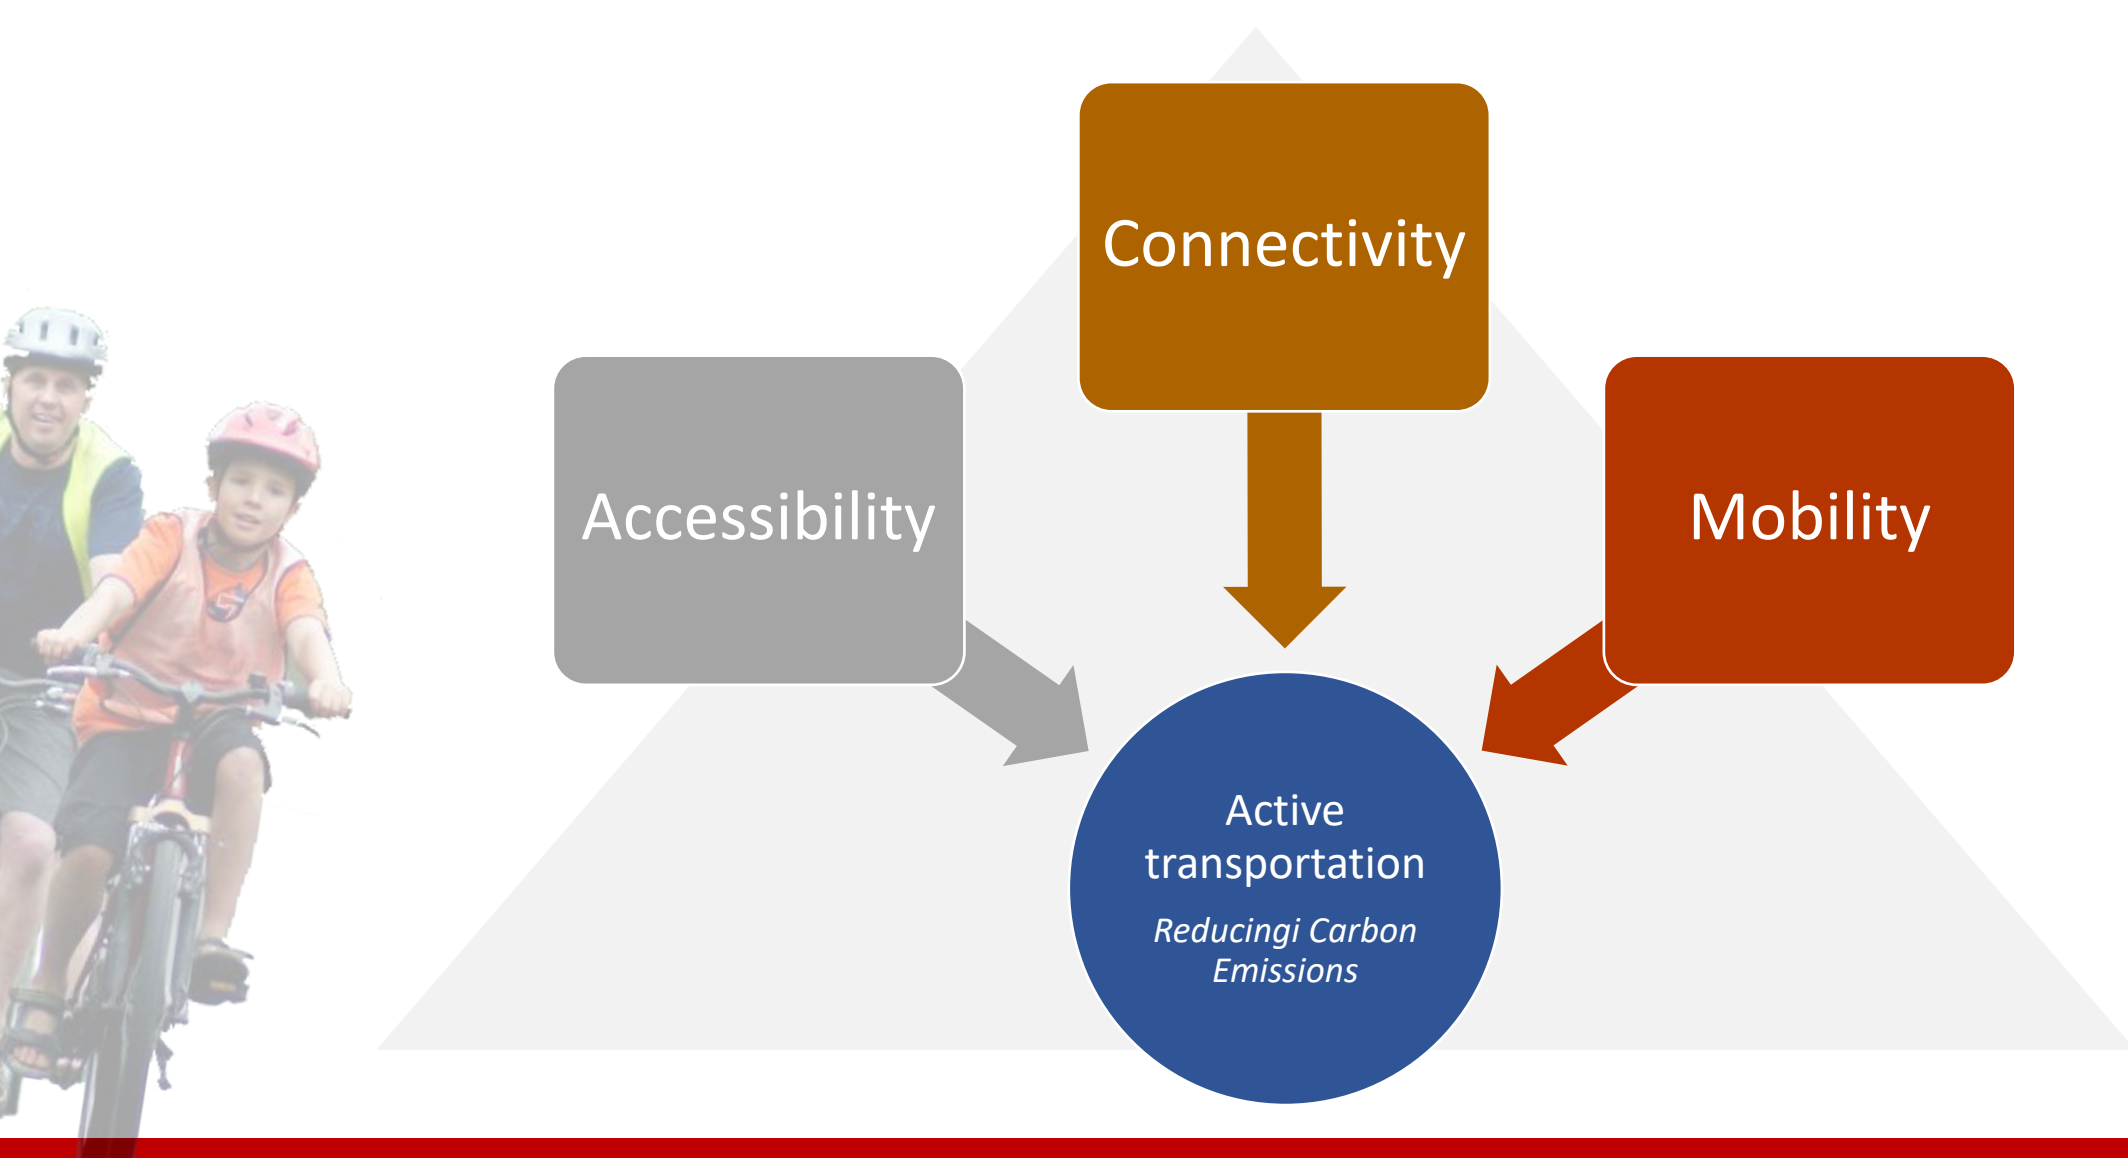 Connectivity
Accessibility
Mobility
Active
transportation
Reducingi Carbon
Emissions